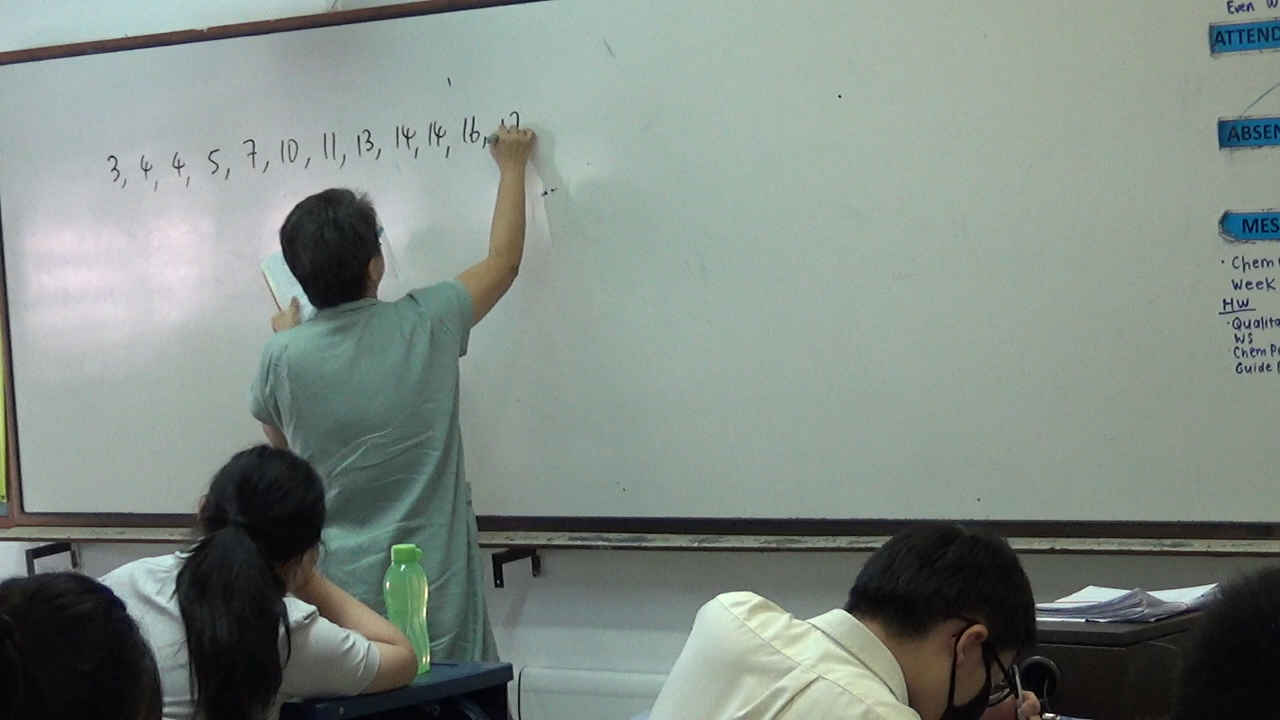 3, 4, 4, 5, 7, 10, 11, 13, 14, 14, 16,
Even
ATTEND
ABSEN
MES
· Chem
Week
HW
· Qualita
WS
Chem Pe
Guide